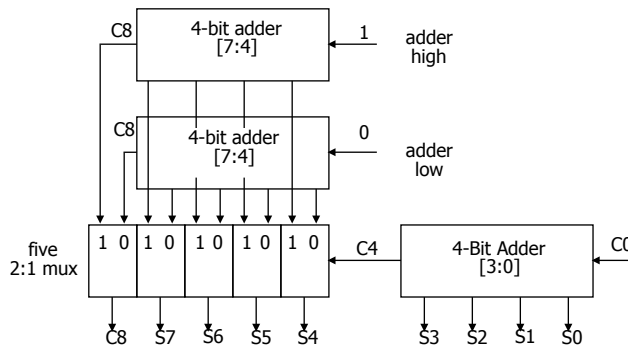 C8
4-bit adder
[7:4]
1
adder
high
C8
4-bit adder
[7:4]
0
adder
low
five
2:1 mux
1 0 1 0 1 0 1 0 1 0
C4
4-Bit Adder
[3:0]
C0
C8 S7 S6 S5 S4 S3 S2 S1 S0